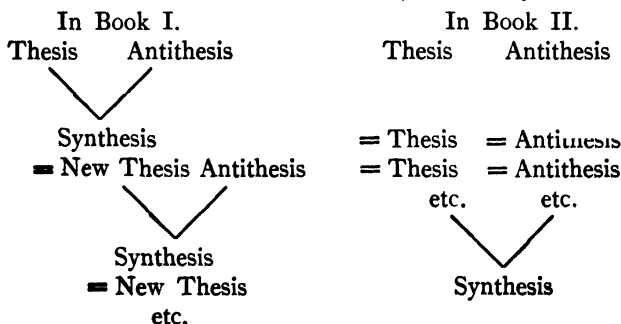 In Book I.
Thesis Antithesis
Synthesis
= New Thesis Antithesis
Synthesis
= New Thesis
etc.
In Book II.
Thesis Antithesis
= Thesis = Antithesis
= Thesis = Antithesis
etc. etc.
Synthesis